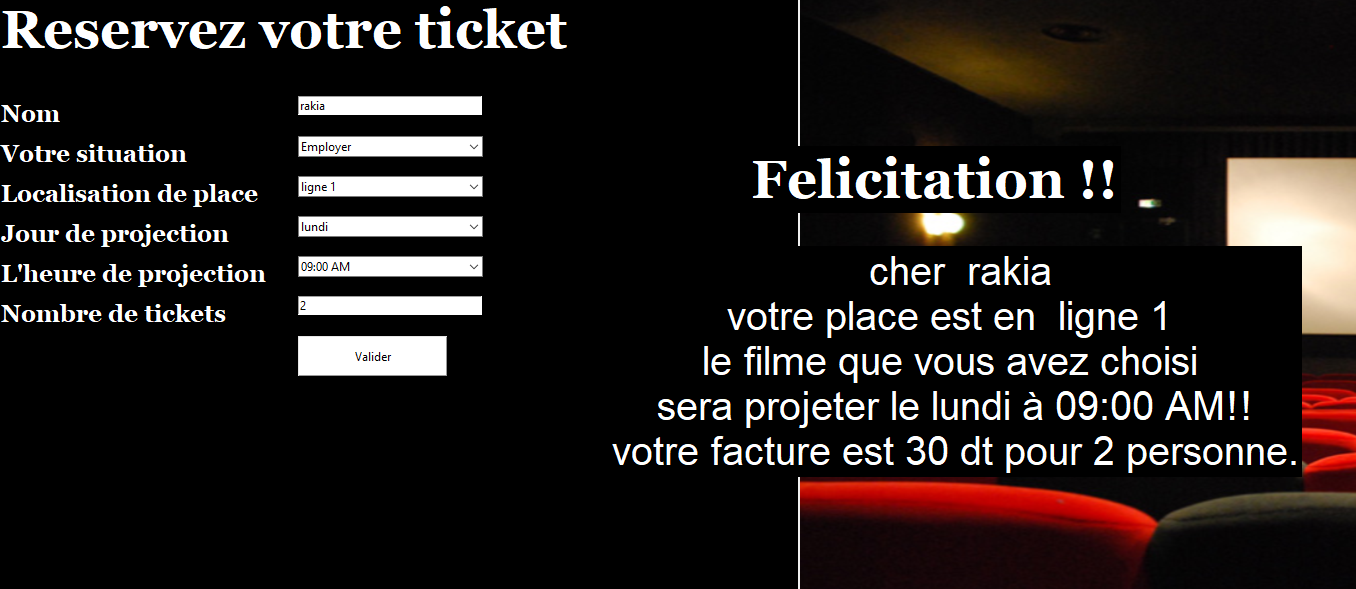 Reservez votre ticket
Nom
rakia
Votre situation
Employer
Localisation de place
ligne 1
Jour de projection
lundi
L'heure de projection
09:00 AM
Nombre de tickets
2
Valider
Felicitation !!
cher  rakia
votre place est en  ligne 1
le filme que vous avez choisi
sera projeter le lundi à 09:00 AM!!
votre facture est 30 dt pour 2 personne.